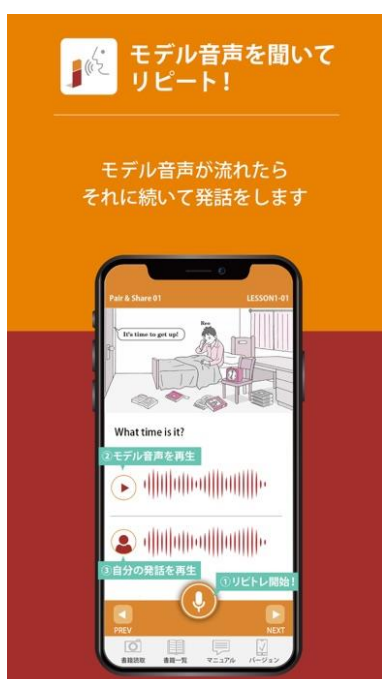 モデル音声を聞いて
リピート！
モデル音声が流れたら
それに続いて発話をします
Pair & Share 01
LESSON1-01
Ken
It's time to get up!
What time is it?
②モデル音声を再生
③自分の発話を再生
①リピトレ開始！
PREV
NEXT
書籍読取
書籍一覧
マニュアル
バージョン